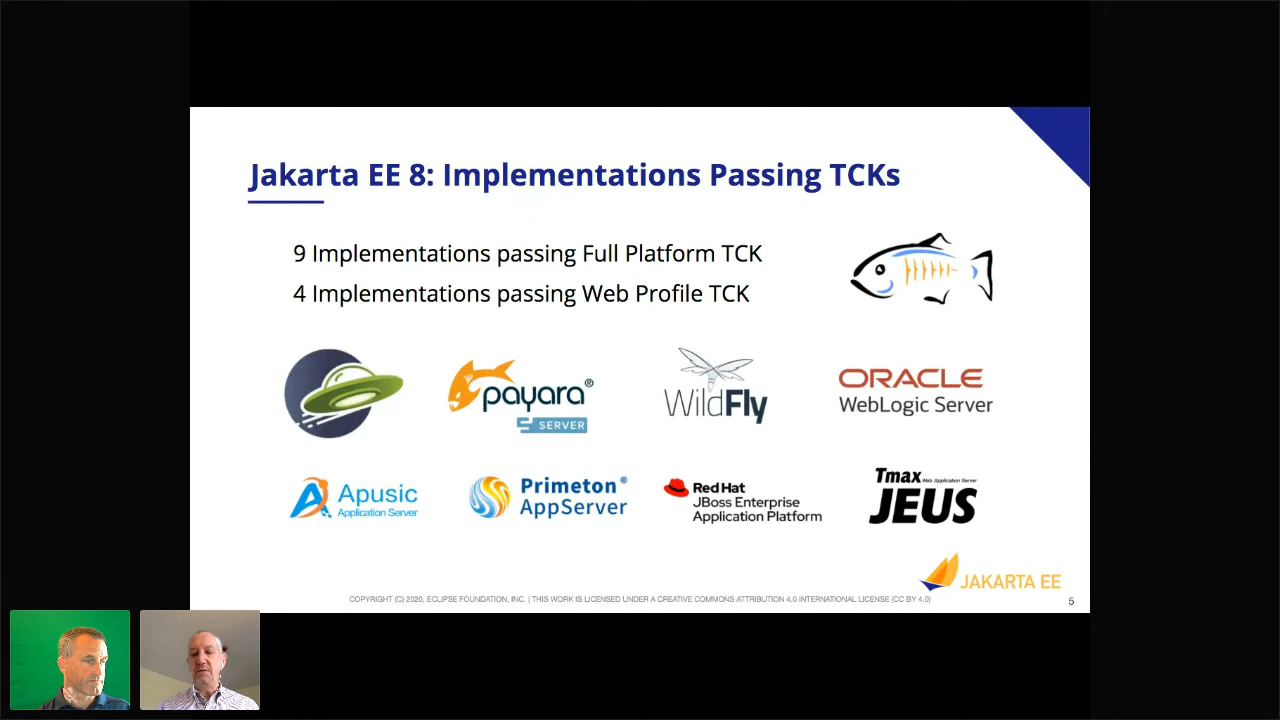 Jakarta EE 8: Implementations Passing TCKs
9 Implementations passing Full Platform TCK
4 Implementations passing Web Profile TCK
payara®
SERVER
WildFly
ORACLE
WebLogic Server
Apusic
Application Server
Primeton®
AppServer
Red Hat
JBoss Enterprise
Application Platform
Tmax Web Application Server
JEUS
JAKARTA EE
COPYRIGHT (C) 2020, ECLIPSE FOUNDATION, INC. | THIS WORK IS LICENSED UNDER A CREATIVE COMMONS ATTRIBUTION 4.0 INTERNATIONAL LICENSE (CC BY 4.0)
5